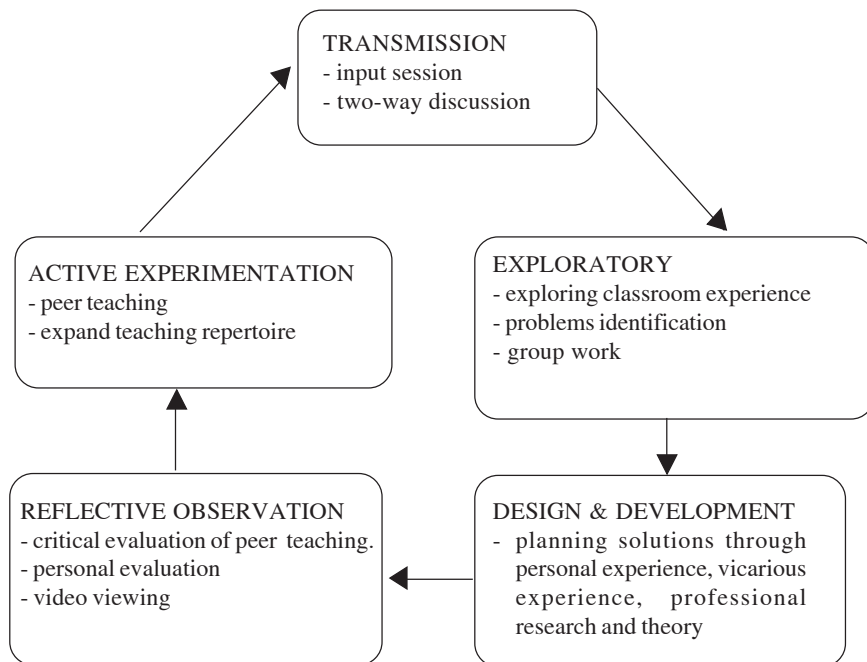 TRANSMISSION
- input session
- two-way discussion
EXPLORATORY
- exploring classroom experience
- problems identification
- group work
DESIGN & DEVELOPMENT
- planning solutions through
personal experience, vicarious
experience, professional
research and theory
REFLECTIVE OBSERVATION
- critical evaluation of peer teaching.
- personal evaluation
- video viewing
ACTIVE EXPERIMENTATION
- peer teaching
- expand teaching repertoire